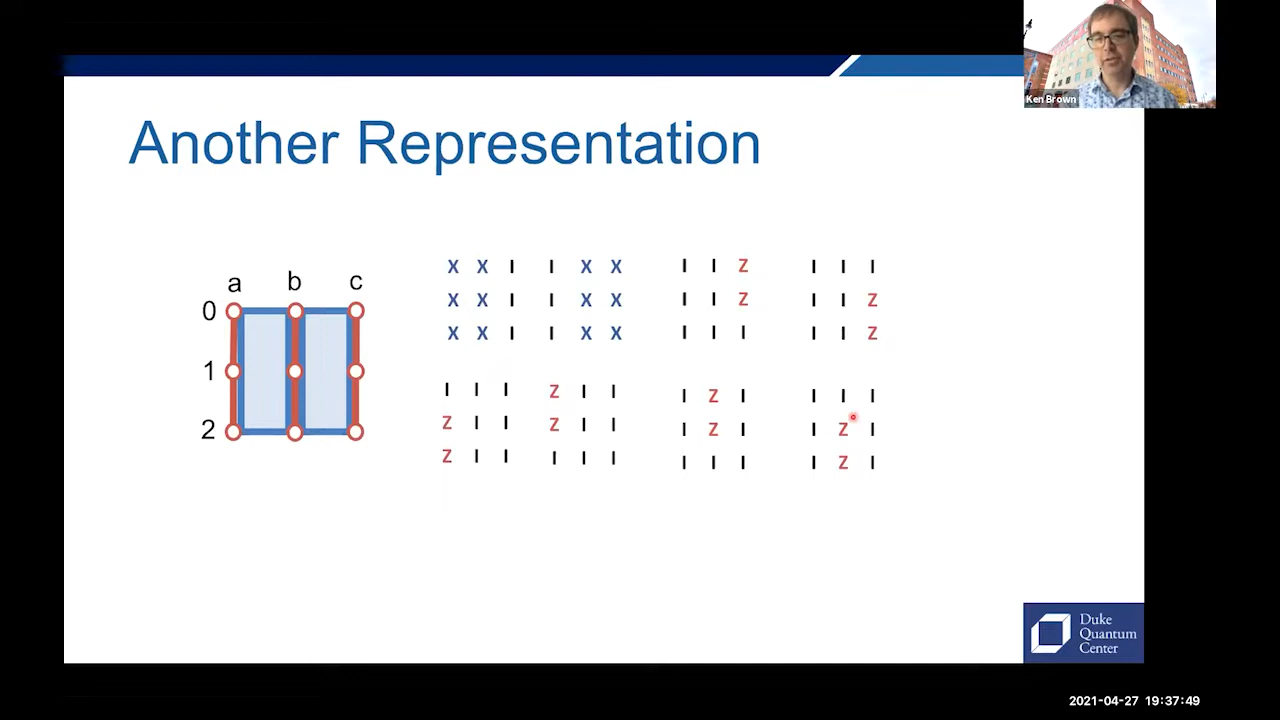 Ken Brown
Another Representation
a b c
0
1
2
X X I I X X I I Z I I I
X X I I X X I I Z I I Z
X X I I X X I I I I I Z
I I I Z I I I Z I I I I
Z I I Z I I I Z I I Z I
Z I I I I I I I I I Z I
Duke
Quantum
Center
2021-04-27 19:37:49